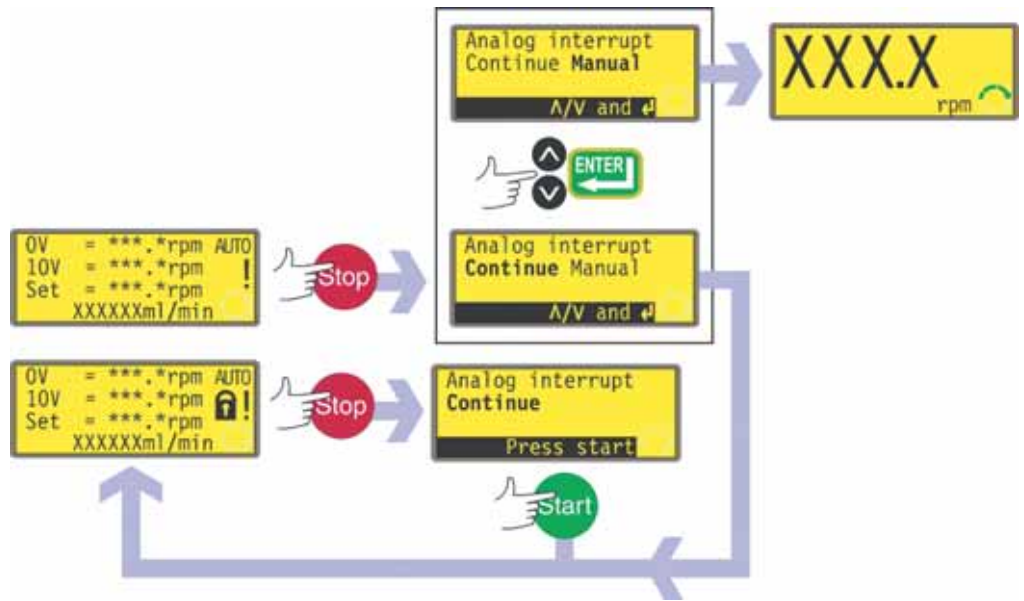 Analog interrupt
Continue Manual
∧/∨ and ↵
XXX.X
rpm
ENTER
0V = ***.*rpm AUTO
10V = ***.*rpm !
Set = ***.*rpm
XXXXXXml/min
Stop
Analog interrupt
Continue Manual
∧/∨ and ↵
0V = ***.*rpm AUTO
10V = ***.*rpm !
Set = ***.*rpm
XXXXXXml/min
Stop
Analog interrupt
Continue
Press start
Start